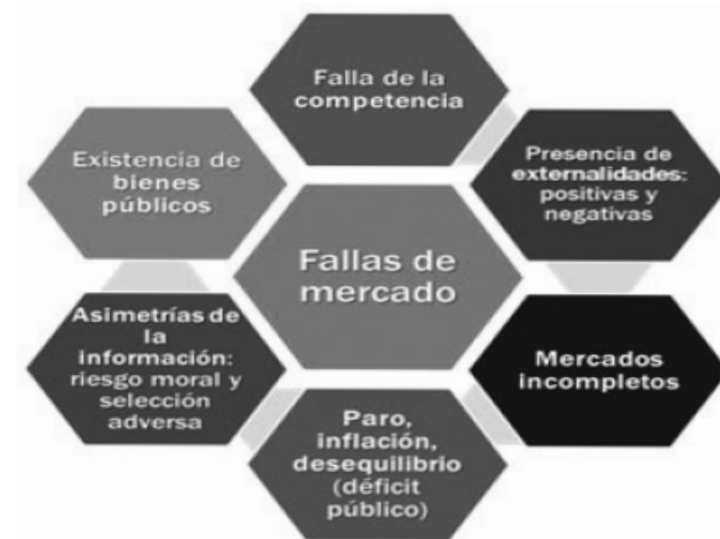 Falla de la
competencia
Presencia de
externalidades:
positivas y
negativas
Mercados
incompletos
Paro,
inflación,
desequilibrio
(déficit
público)
Asimetrías de
la
información:
riesgo moral y
selección
adversa
Existencia de
bienes
públicos
Fallas de
mercado